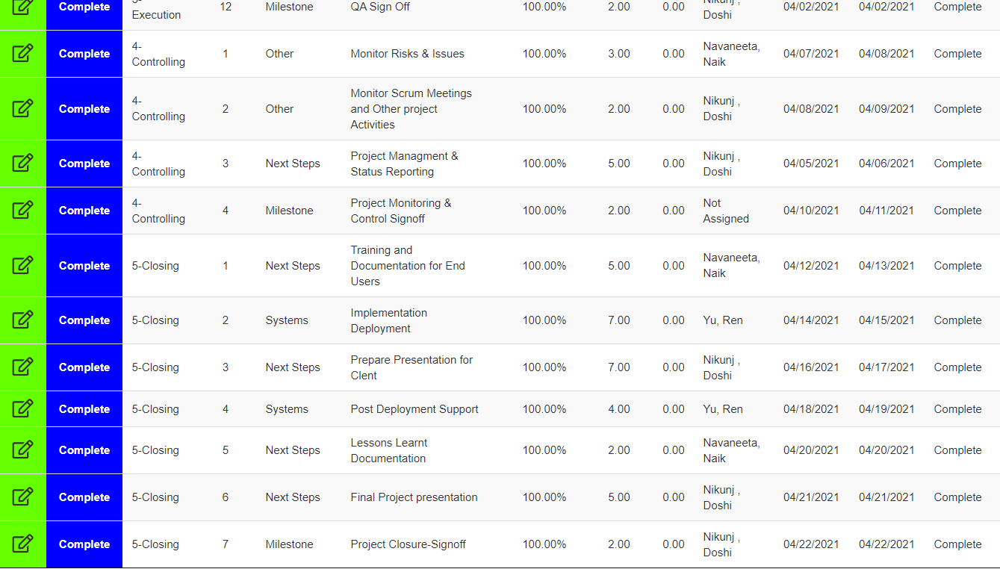 Complete 3-Execution 12 Milestone QA Sign Off 100.00% 2.00 0.00 Nikunj , Doshi 04/02/2021 04/02/2021 Complete
Complete 4-Controlling 1 Other Monitor Risks & Issues 100.00% 3.00 0.00 Navaneeta, Naik 04/07/2021 04/08/2021 Complete
Complete 4-Controlling 2 Other Monitor Scrum Meetings and Other project Activities 100.00% 2.00 0.00 Nikunj , Doshi 04/08/2021 04/09/2021 Complete
Complete 4-Controlling 3 Next Steps Project Managment & Status Reporting 100.00% 5.00 0.00 Nikunj , Doshi 04/05/2021 04/06/2021 Complete
Complete 4-Controlling 4 Milestone Project Monitoring & Control Signoff 100.00% 2.00 0.00 Not Assigned 04/10/2021 04/11/2021 Complete
Complete 5-Closing 1 Next Steps Training and Documentation for End Users 100.00% 5.00 0.00 Navaneeta, Naik 04/12/2021 04/13/2021 Complete
Complete 5-Closing 2 Systems Implementation Deployment 100.00% 7.00 0.00 Yu, Ren 04/14/2021 04/15/2021 Complete
Complete 5-Closing 3 Next Steps Prepare Presentation for Clent 100.00% 7.00 0.00 Nikunj , Doshi 04/16/2021 04/17/2021 Complete
Complete 5-Closing 4 Systems Post Deployment Support 100.00% 4.00 0.00 Yu, Ren 04/18/2021 04/19/2021 Complete
Complete 5-Closing 5 Next Steps Lessons Learnt Documentation 100.00% 2.00 0.00 Navaneeta, Naik 04/20/2021 04/20/2021 Complete
Complete 5-Closing 6 Next Steps Final Project presentation 100.00% 5.00 0.00 Nikunj , Doshi 04/21/2021 04/21/2021 Complete
Complete 5-Closing 7 Milestone Project Closure-Signoff 100.00% 2.00 0.00 Nikunj , Doshi 04/22/2021 04/22/2021 Complete